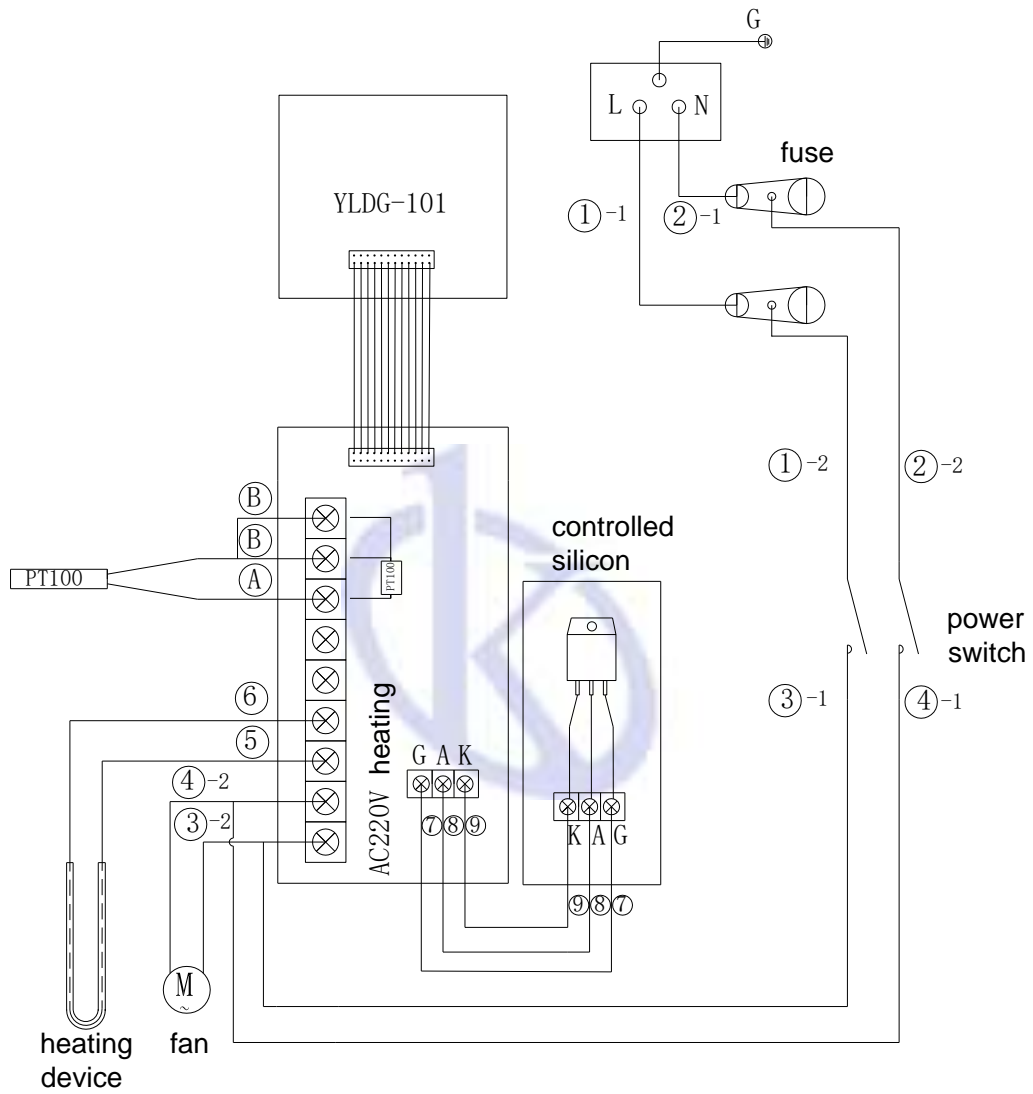 G
L N
fuse
YLDG-101
①-1
②-1
①-2
②-2
Ⓑ
Ⓑ
Ⓐ
PT100
PT100
controlled
silicon
power
switch
③-1
④-1
⑥
⑤
④-2
③-2
AC220V heating
G A K
⑦⑧⑨
K A G
⑨⑧⑦
M
~
heating
device
fan